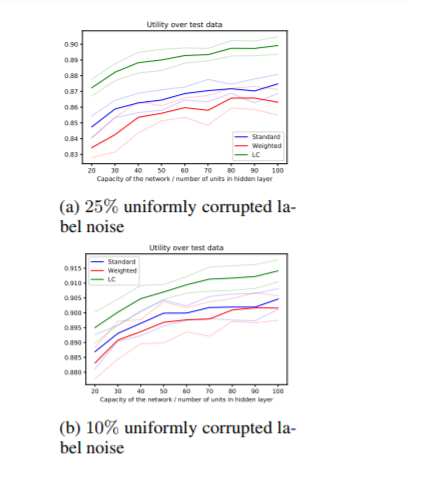 Utility over test data
0.90
0.89
0.88
0.87
0.86
0.85
0.84
0.83
Standard
Weighted
LC
20 30 40 50 60 70 80 90 100
Capacity of the network / number of units in hidden layer
(a) 25% uniformly corrupted la-
bel noise
Utility over test data
Standard
Weighted
LC
0.915
0.910
0.905
0.900
0.895
0.890
0.885
0.880
20 30 40 50 60 70 80 90 100
Capacity of the network / number of units in hidden layer
(b) 10% uniformly corrupted la-
bel noise